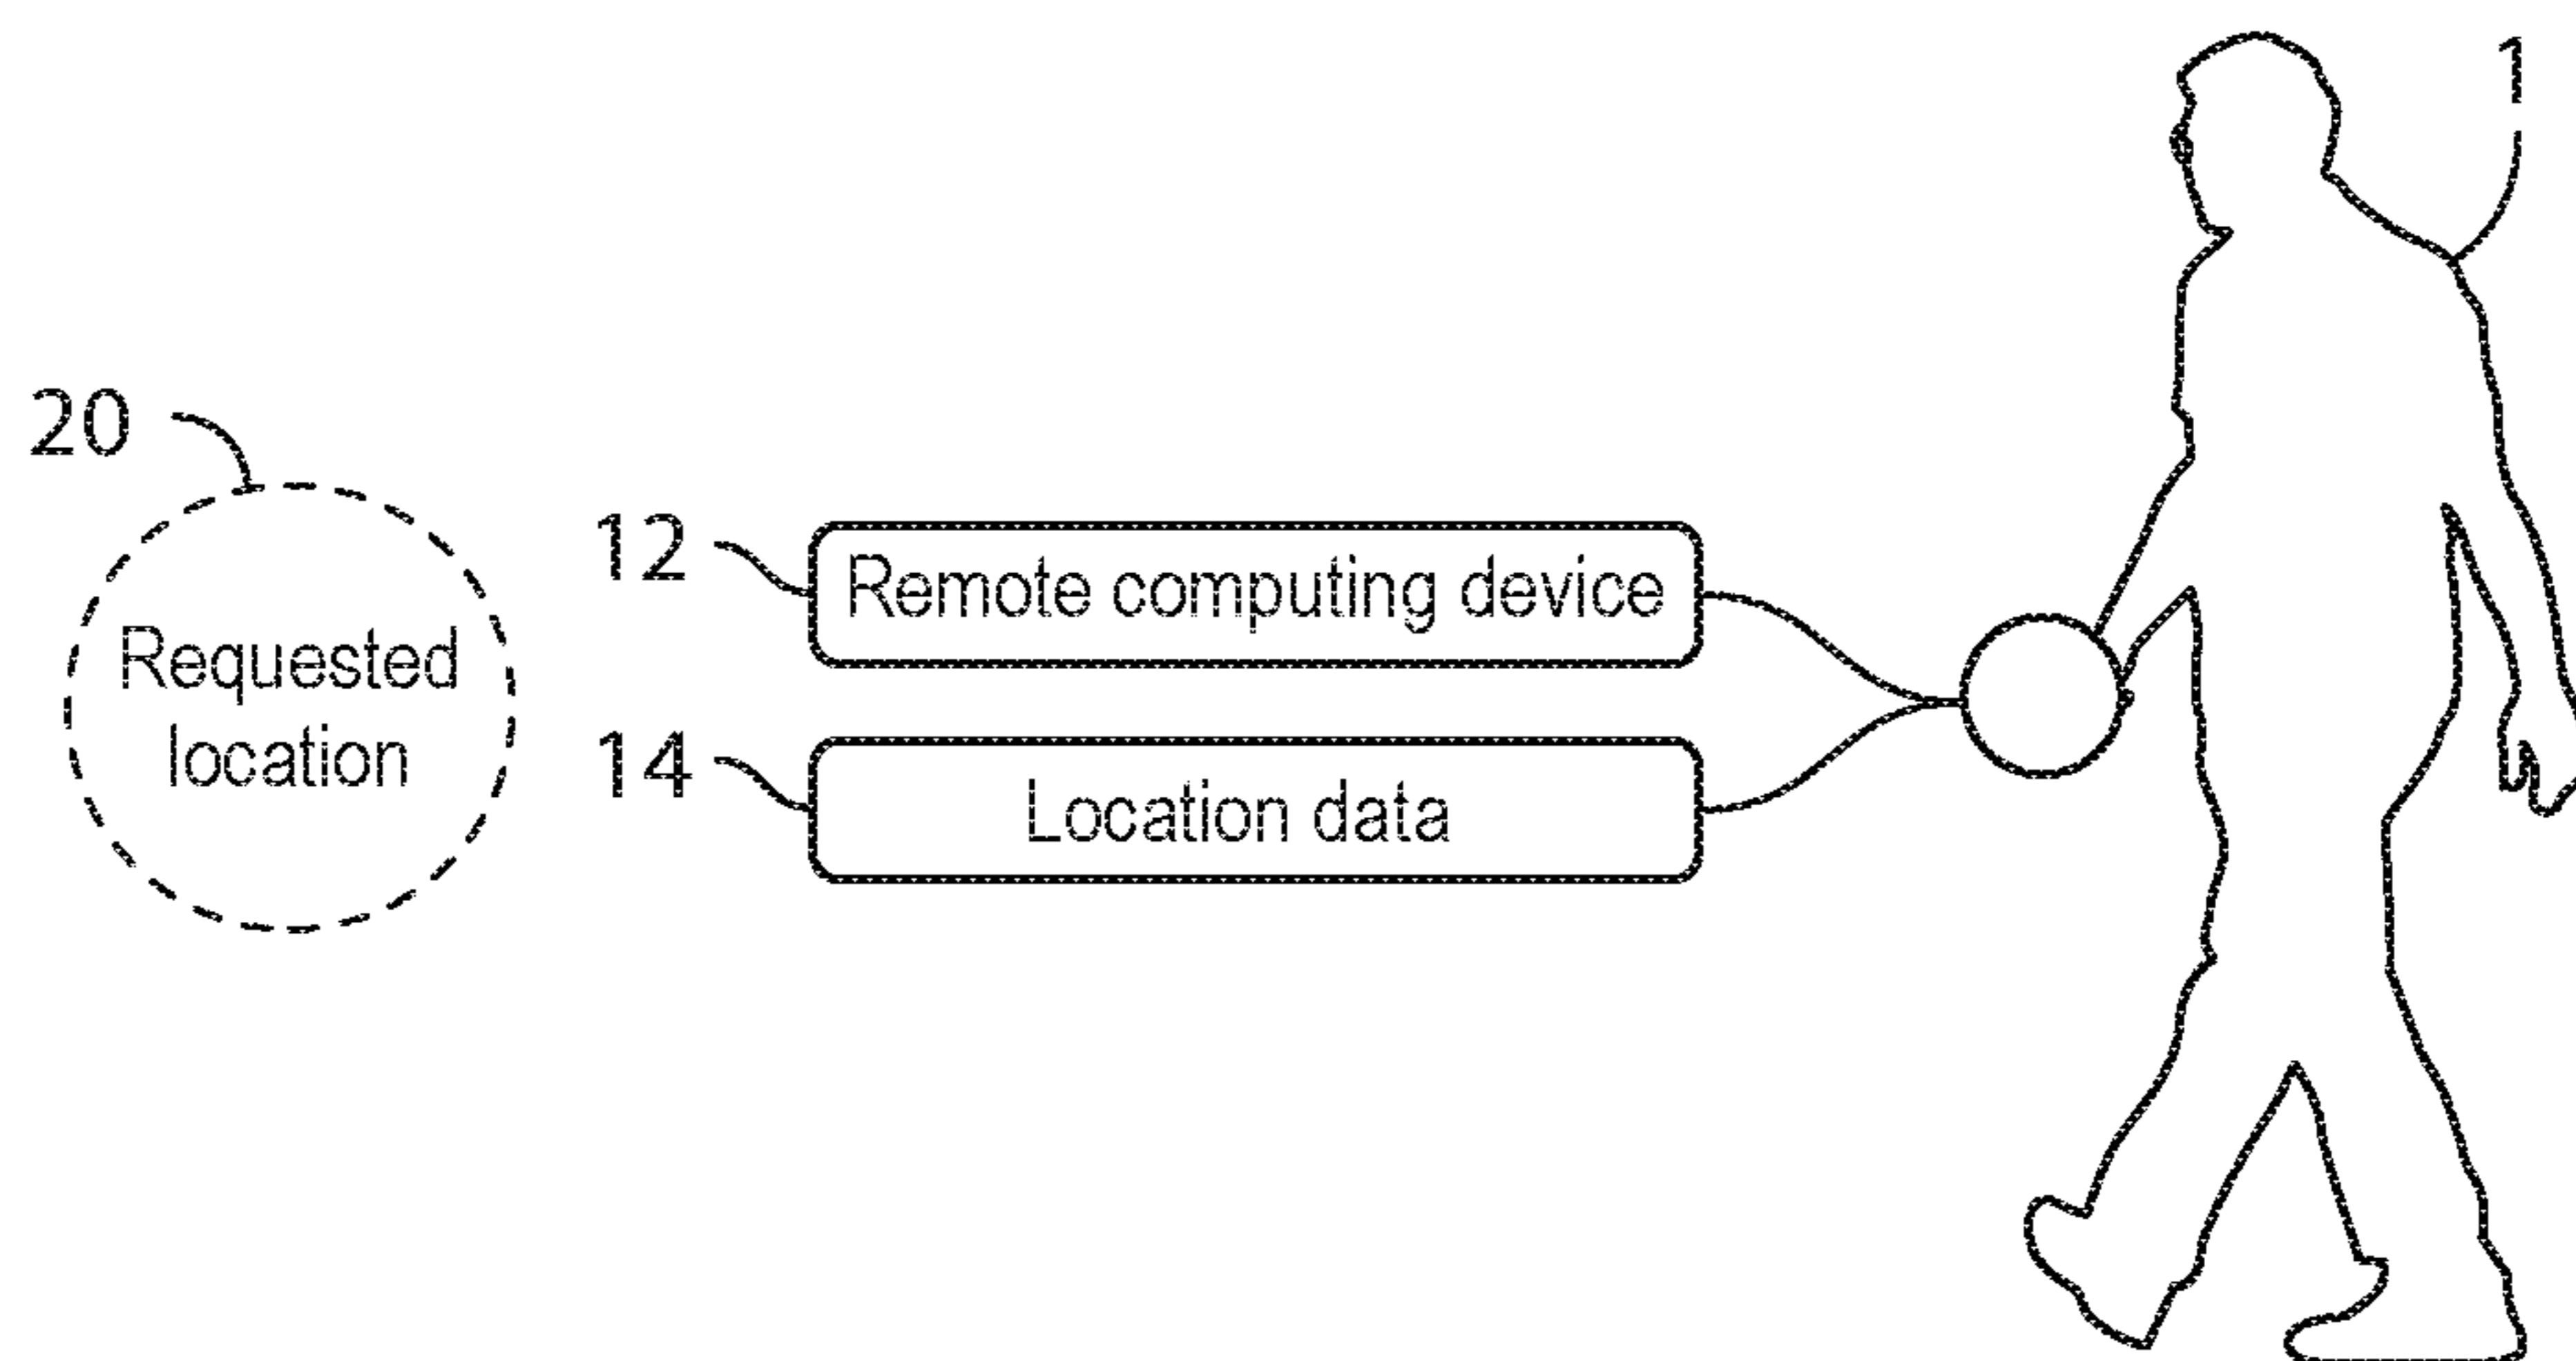 1
20
12
Remote computing device
Requested
location
14
Location data